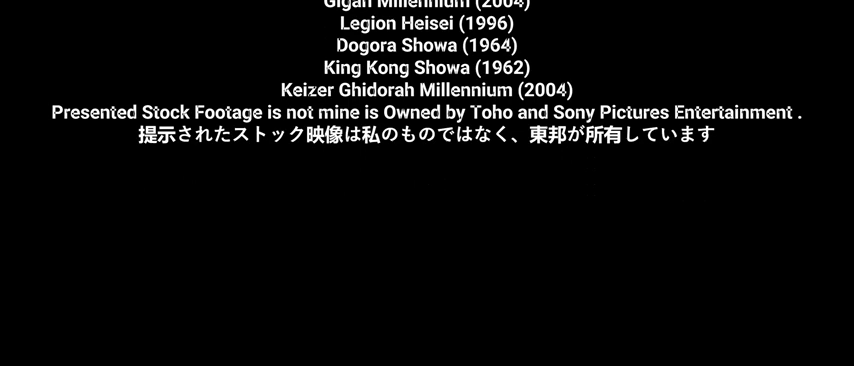 Gigan Millennium (2004)
Legion Heisei (1996)
Dogora Showa (1964)
King Kong Showa (1962)
Keizer Ghidorah Millennium (2004)
Presented Stock Footage is not mine is Owned by Toho and Sony Pictures Entertainment .
提示されたストック映像は私のものではなく、東邦が所有しています